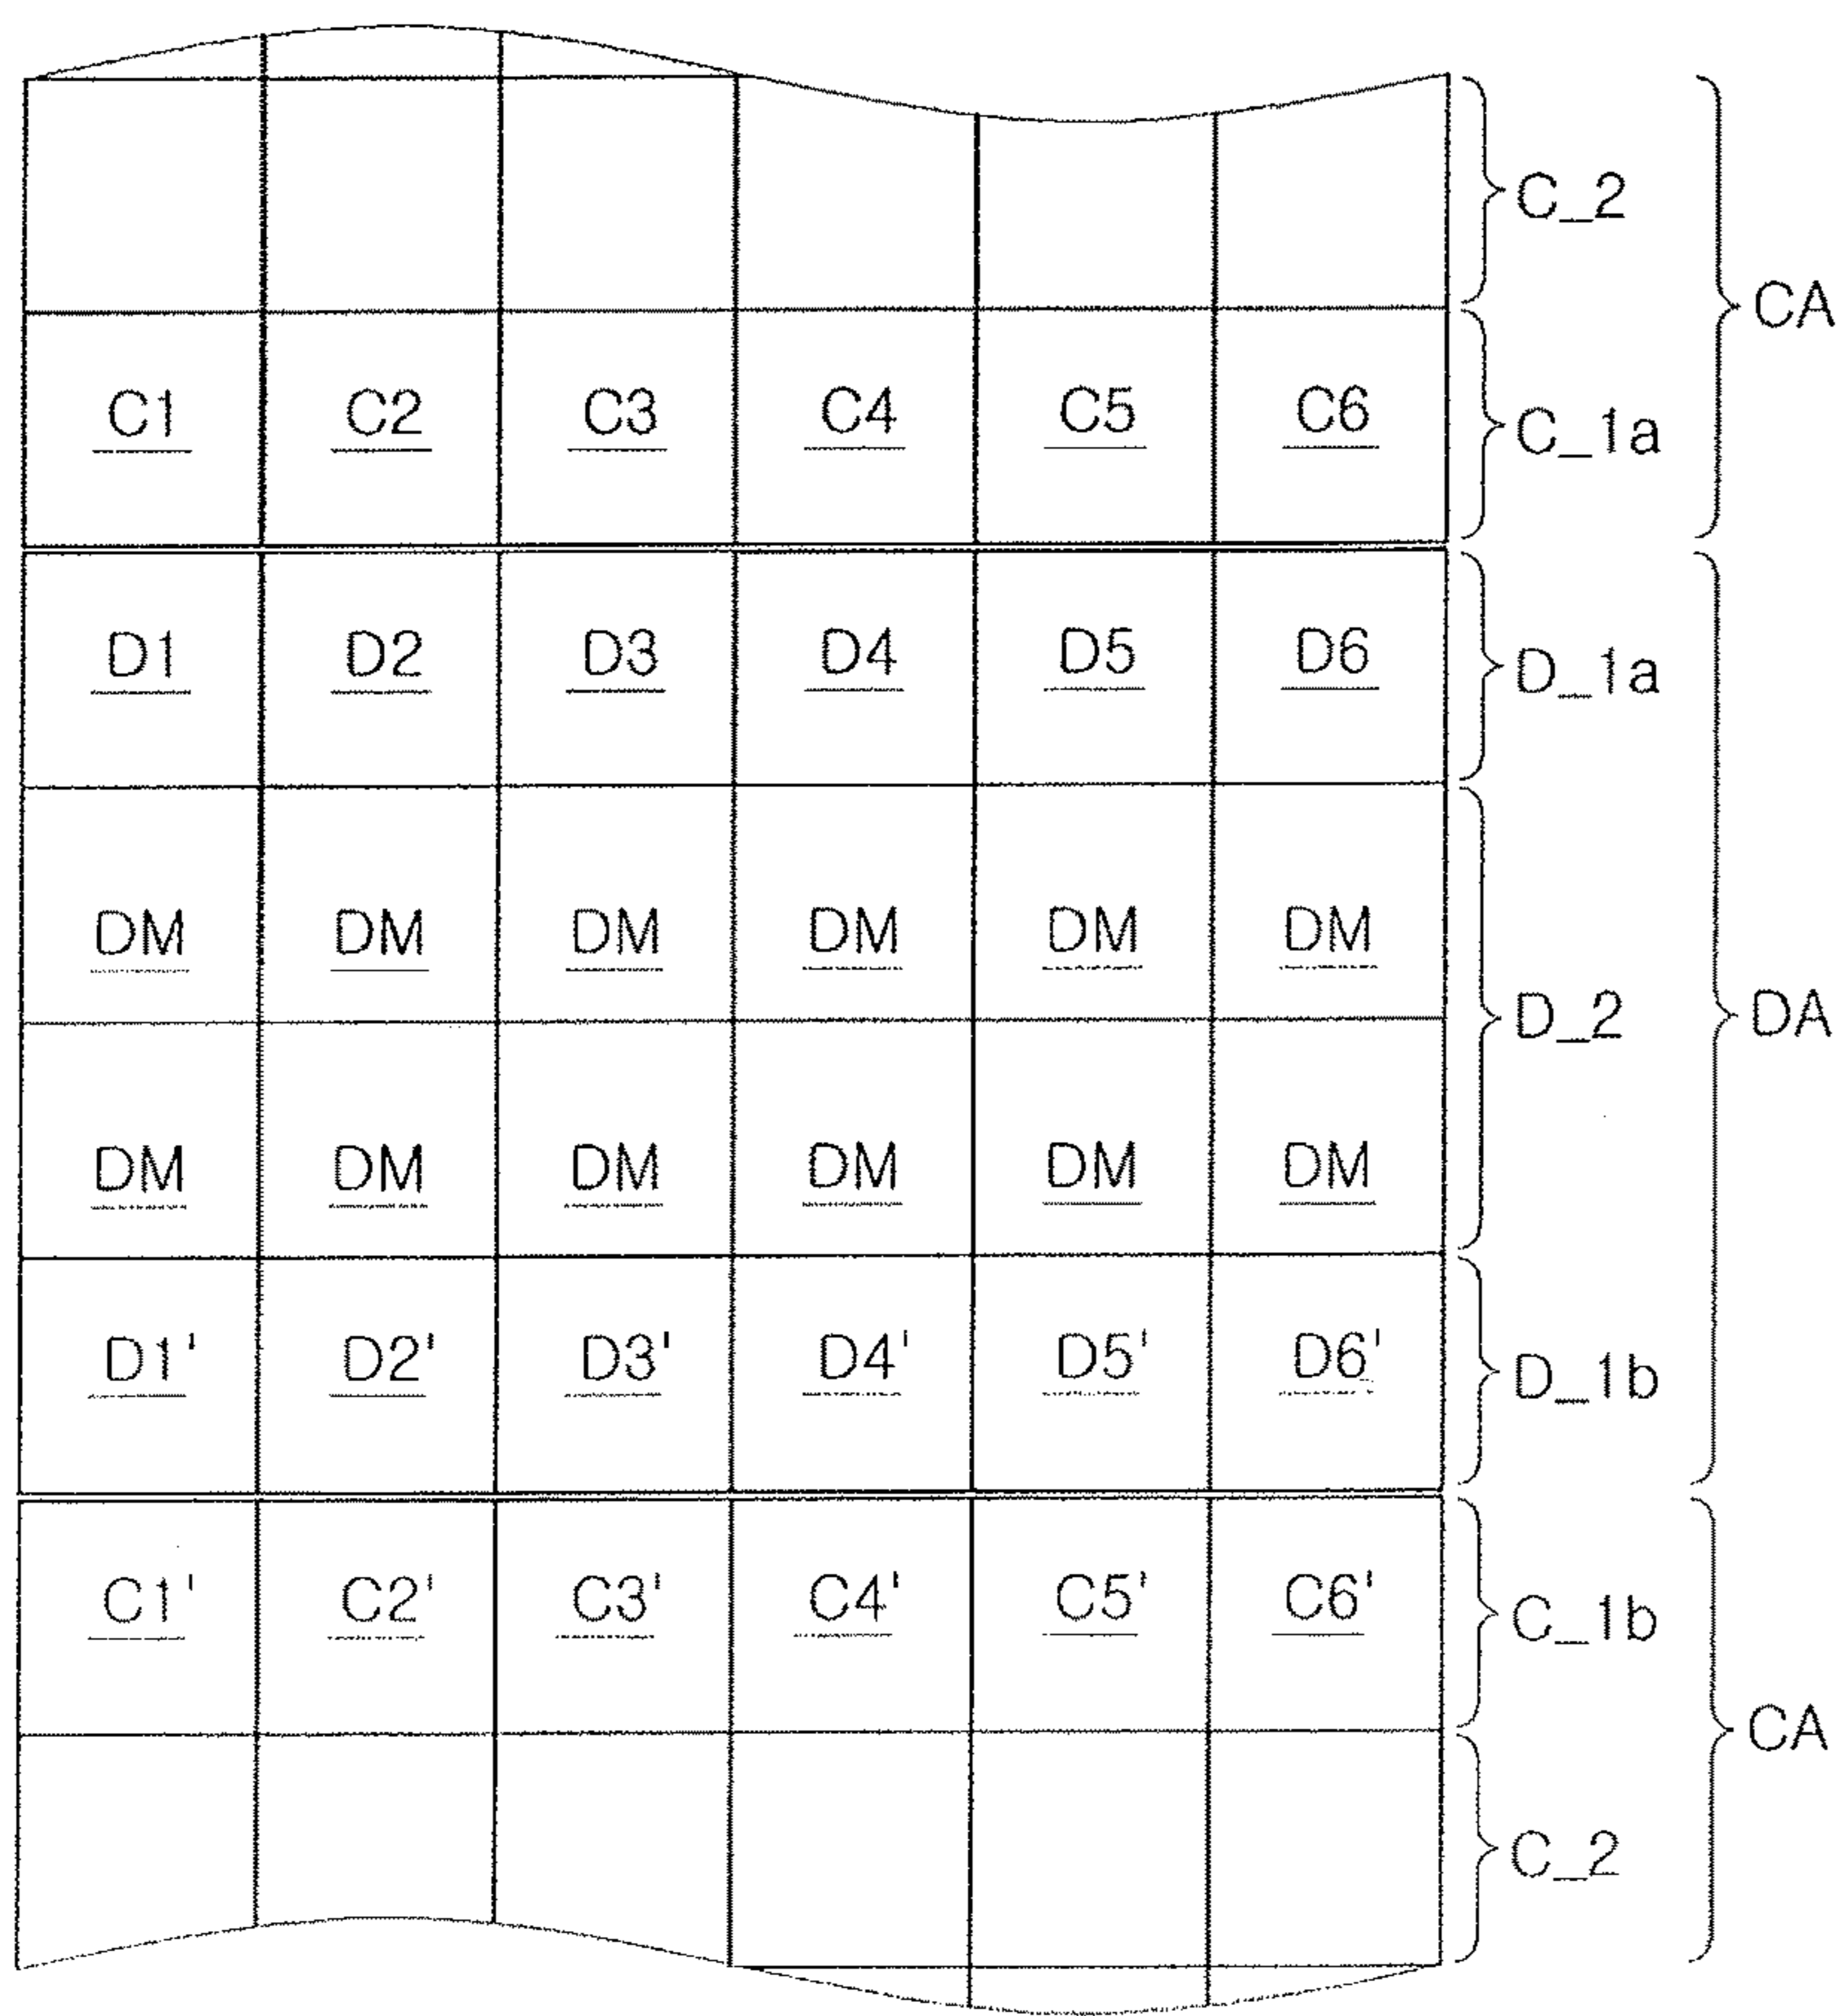 C_2
CA
C1 C2 C3 C4 C5 C6 C_1a
D1 D2 D3 D4 D5 D6 D_1a
DM DM DM DM DM DM
D_2 DA
DM DM DM DM DM DM
D1' D2' D3' D4' D5' D6' D_1b
C1' C2' C3' C4' C5' C6' C_1b
CA
C_2